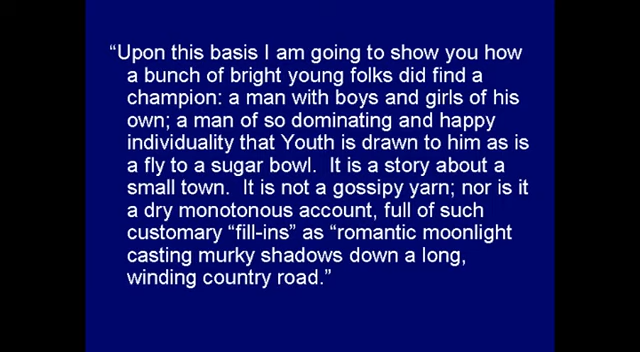 “Upon this basis I am going to show you how
a bunch of bright young folks did find a
champion: a man with boys and girls of his
own; a man of so dominating and happy
individuality that Youth is drawn to him as is
a fly to a sugar bowl.  It is a story about a
small town.  It is not a gossipy yarn; nor is it
a dry monotonous account, full of such
customary “fill-ins” as “romantic moonlight
casting murky shadows down a long,
winding country road.”